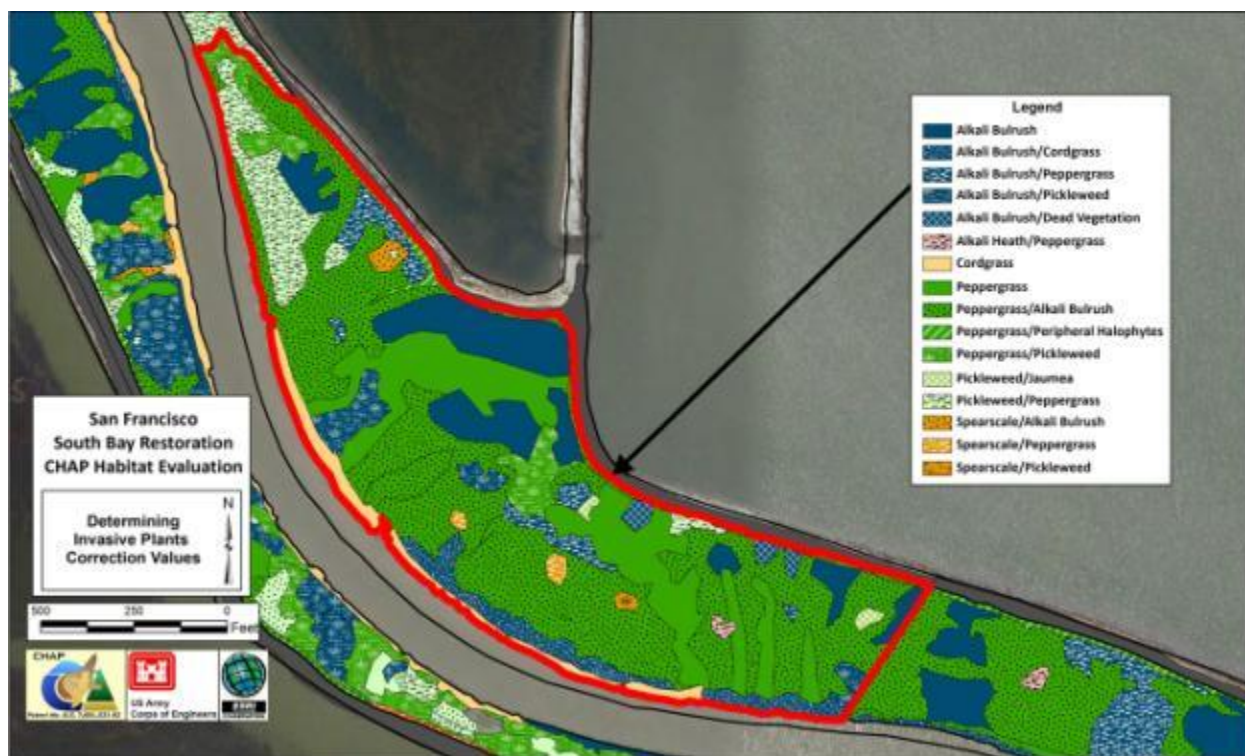 Legend
Alkali Bulrush
Alkali Bulrush/Cordgrass
Alkali Bulrush/Peppergrass
Alkali Bulrush/Pickleweed
Alkali Bulrush/Dead Vegetation
Alkali Heath/Peppergrass
Cordgrass
Peppergrass
Peppergrass/Alkali Bulrush
Peppergrass/Peripheral Halophytes
Peppergrass/Pickleweed
Pickleweed/Jaumea
Pickleweed/Peppergrass
Spearscale/Alkali Bulrush
Spearscale/Peppergrass
Spearscale/Pickleweed
San Francisco
South Bay Restoration
CHAP Habitat Evaluation
N
Determining
Invasive Plants
Correction Values
500 250 0
Feet
CHAP
US Army
Corps of Engineers